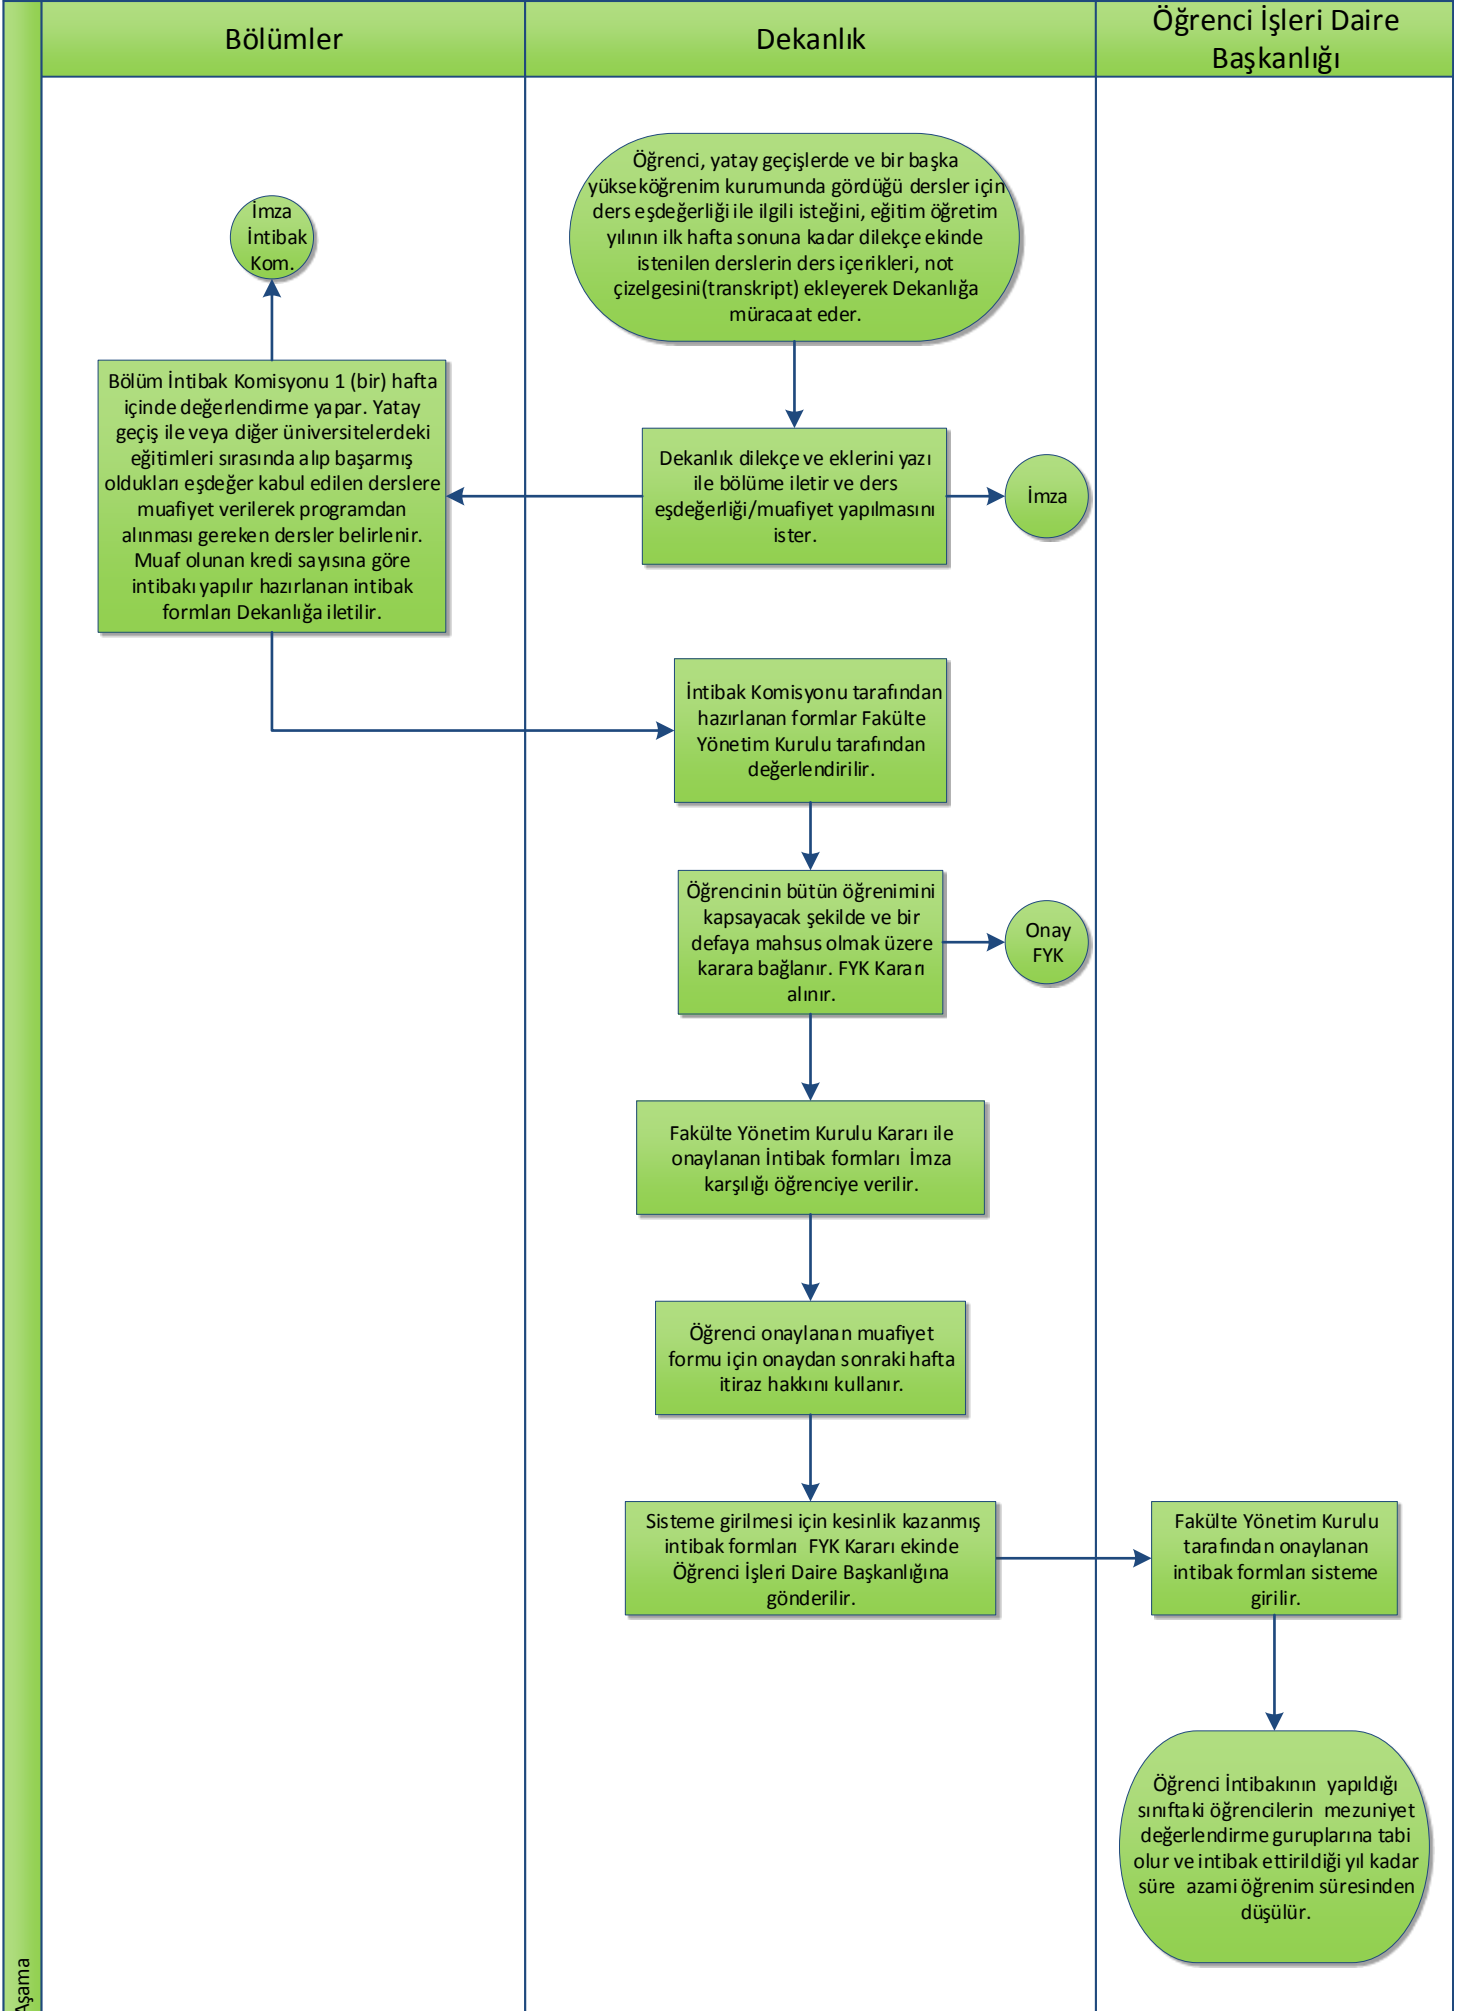 Bölümler
Dekanlık
Öğrenci İşleri Daire
Başkanlığı
Öğrenci, yatay geçişlerde ve bir başka
yükseköğrenim kurumunda gördüğü dersler için
ders eşdeğerliği ile ilgili isteğini, eğitim öğretim
yılının ilk hafta sonuna kadar dilekçe ekinde
istenilen derslerin ders içerikleri, not
çizelgesini(transkript) ekleyerek Dekanlığa
müracaat eder.
İmza
İntibak
Kom.
Bölüm İntibak Komisyonu 1 (bir) hafta
içinde değerlendirme yapar. Yatay
geçiş ile veya diğer üniversitelerdeki
eğitimleri sırasında alıp başarmış
oldukları eşdeğer kabul edilen derslere
muafiyet verilerek programdan
alınması gereken dersler belirlenir.
Muaf olunan kredi sayısına göre
intibakı yapılır hazırlanan intibak
formları Dekanlığa iletilir.
Dekanlık dilekçe ve eklerini yazı
ile bölüme iletir ve ders
eşdeğerliği/muafiyet yapılmasını
ister.
İmza
İntibak Komisyonu tarafından
hazırlanan formlar Fakülte
Yönetim Kurulu tarafından
değerlendirilir.
Öğrencinin bütün öğrenimini
kapsayacak şekilde ve bir
defaya mahsus olmak üzere
karara bağlanır. FYK Kararı
alınır.
Onay
FYK
Fakülte Yönetim Kurulu Kararı ile
onaylanan İntibak formları İmza
karşılığı öğrenciye verilir.
Öğrenci onaylanan muafiyet
formu için onaydan sonraki hafta
itiraz hakkını kullanır.
Sisteme girilmesi için kesinlik kazanmış
intibak formları FYK Kararı ekinde
Öğrenci İşleri Daire Başkanlığına
gönderilir.
Fakülte Yönetim Kurulu
tarafından onaylanan
intibak formları sisteme
girilir.
Öğrenci İntibakının yapıldığı
sınıftaki öğrencilerin mezuniyet
değerlendirme guruplarına tabi
olur ve intibak ettirildiği yıl kadar
süre azami öğrenim süresinden
düşülür.
Aşama